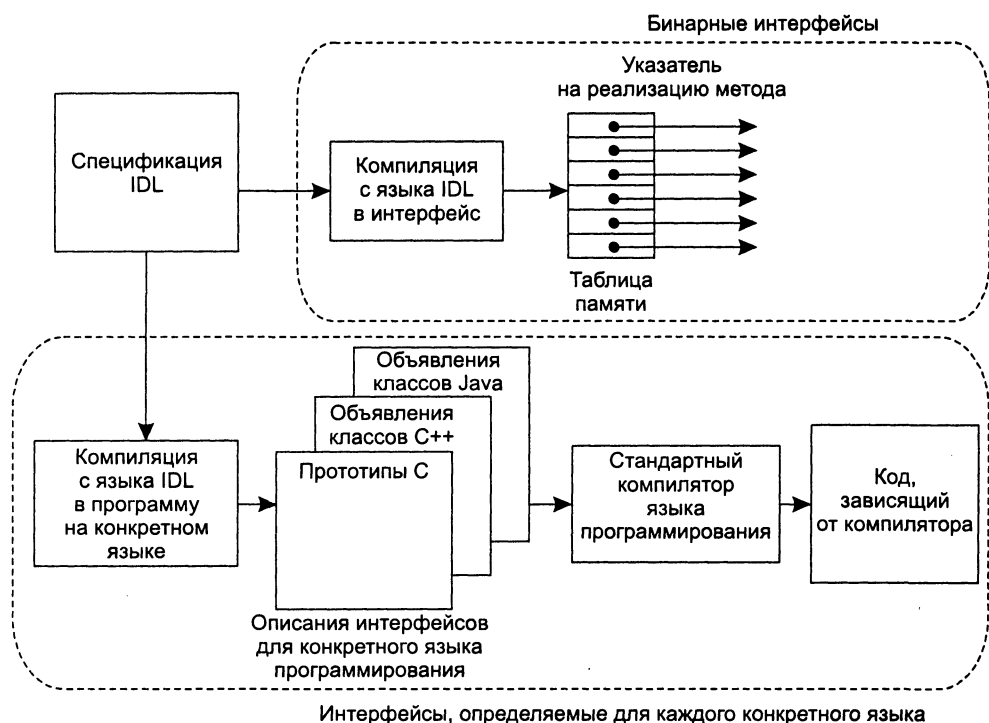 Бинарные интерфейсы
Указатель
на реализацию метода
Спецификация
IDL
Компиляция
с языка IDL
в интерфейс
Таблица
памяти
Объявления
классов Java
Объявления
классов C++
Прототипы C
Компиляция
с языка IDL
в программу
на конкретном
языке
Стандартный
компилятор
языка
программирования
Код,
зависящий
от компилятора
Описания интерфейсов
для конкретного языка
программирования
Интерфейсы, определяемые для каждого конкретного языка